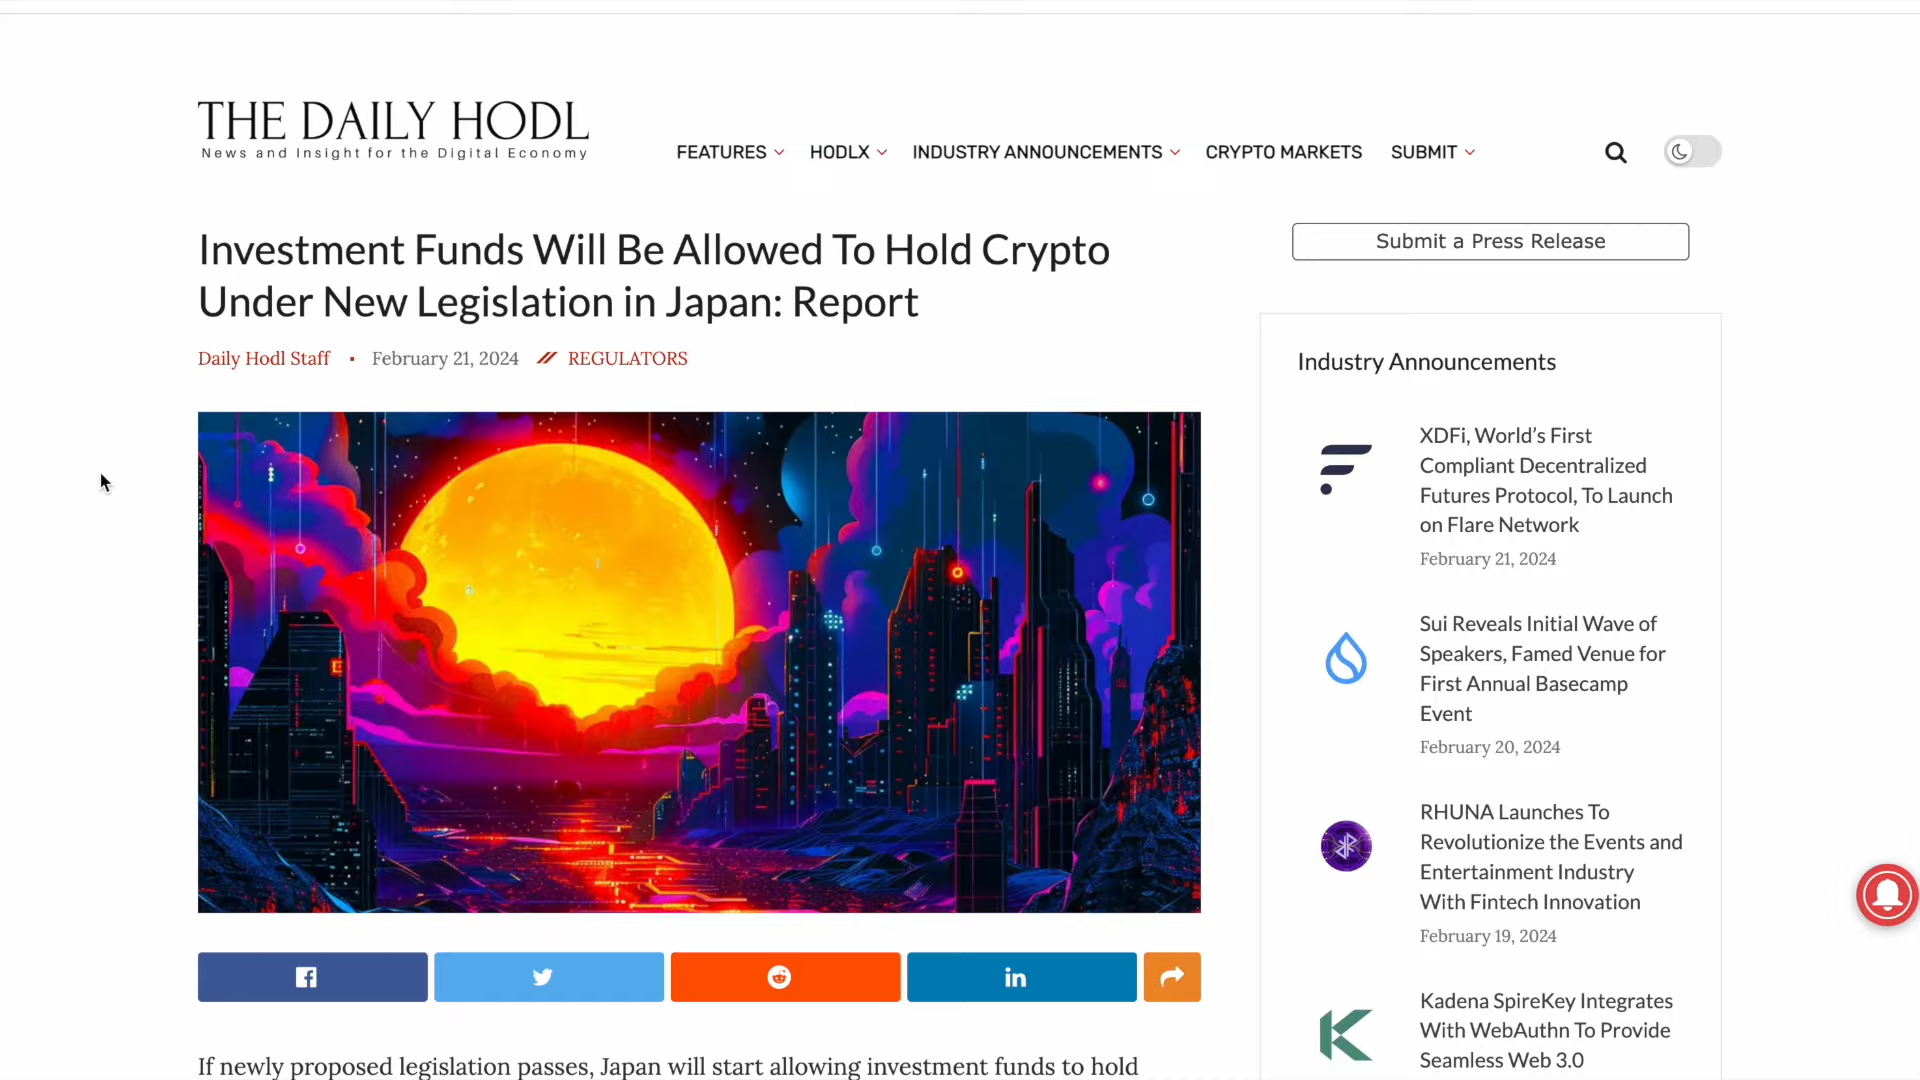 THE DAILY HODL
News and Insight for the Digital Economy
FEATURES
HODLX
INDUSTRY ANNOUNCEMENTS
CRYPTO MARKETS
SUBMIT
Investment Funds Will Be Allowed To Hold Crypto
Under New Legislation in Japan: Report
Daily Hodl Staff
February 21, 2024
REGULATORS
If newly proposed legislation passes, Japan will start allowing investment funds to hold
Submit a Press Release
Industry Announcements
XDFi, World’s First
Compliant Decentralized
Futures Protocol, To Launch
on Flare Network
February 21, 2024
Sui Reveals Initial Wave of
Speakers, Famed Venue for
First Annual Basecamp
Event
February 20, 2024
RHUNA Launches To
Revolutionize the Events and
Entertainment Industry
With Fintech Innovation
February 19, 2024
Kadena SpireKey Integrates
With WebAuthn To Provide
Seamless Web 3.0